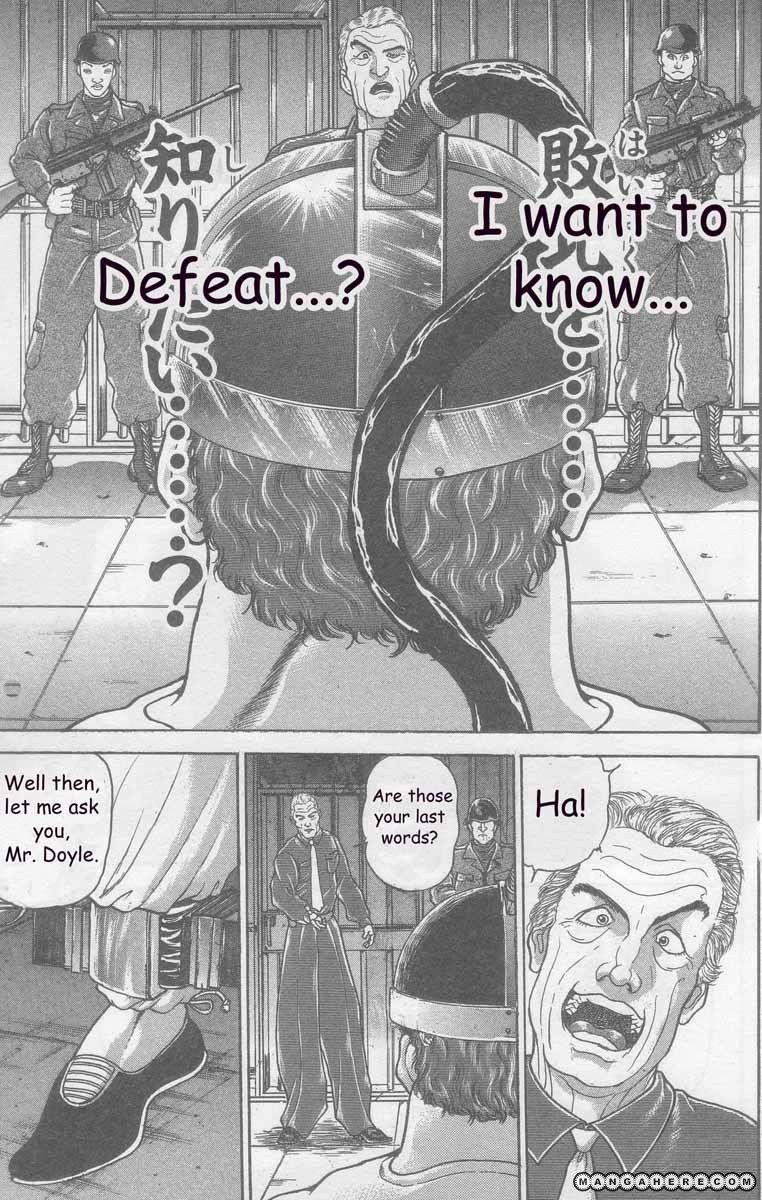 I want to
know...
敗北を………
Defeat...?
知りたい……?
Ha!
Are those
your last
words?
Well then,
let me ask
you,
Mr. Doyle.
MANGAHERE.COM